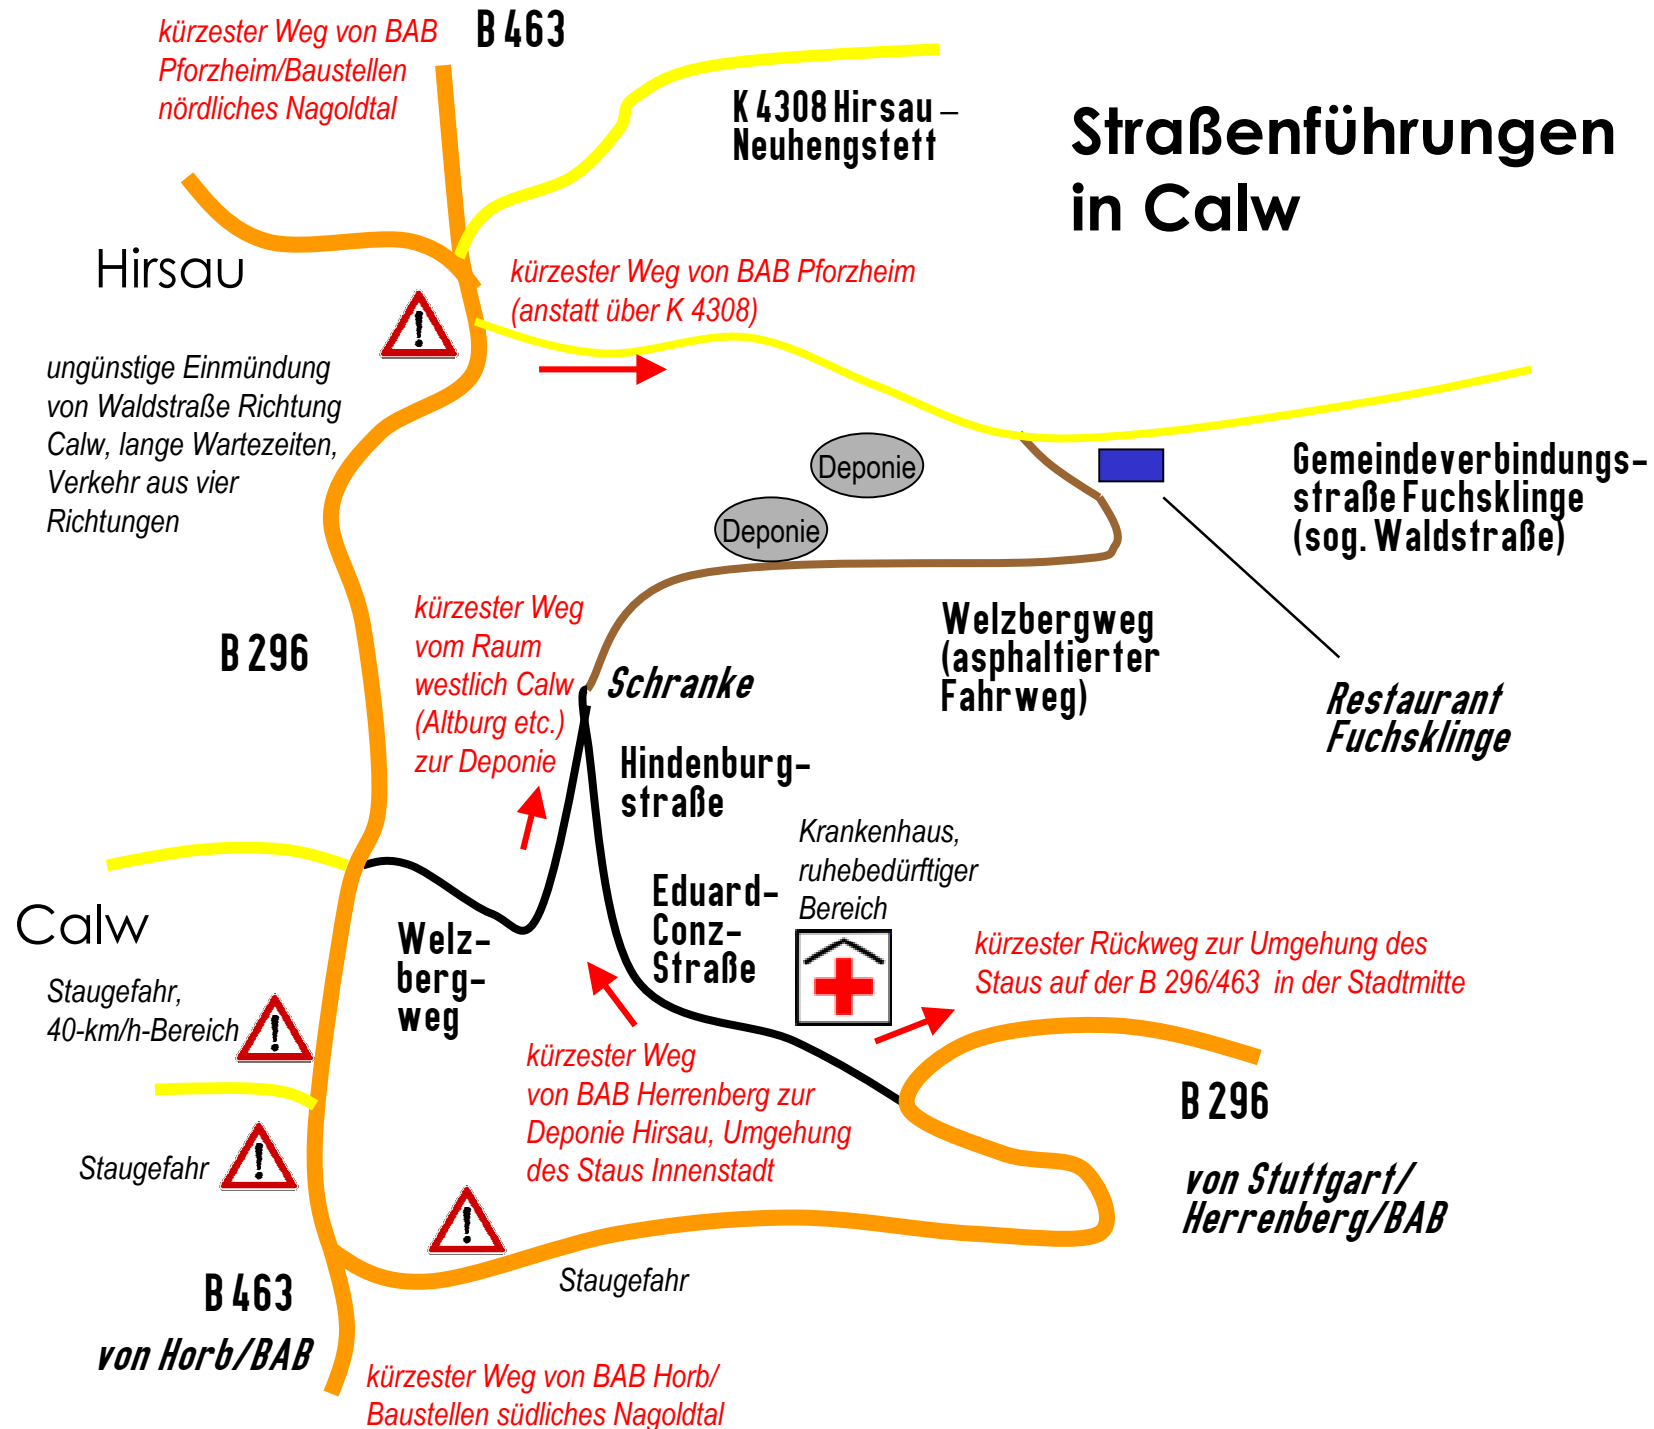 kürzester Weg von BAB
Pforzheim/Baustellen
nördliches Nagoldtal
B 463
K 4308 Hirsau –
Neuhengstett
Straßenführungen
in Calw
Hirsau
kürzester Weg von BAB Pforzheim
(anstatt über K 4308)
ungünstige Einmündung
von Waldstraße Richtung
Calw, lange Wartezeiten,
Verkehr aus vier
Richtungen
Deponie
Deponie
Gemeindeverbindungs-
straße Fuchsklinge
(sog. Waldstraße)
B 296
kürzester Weg
vom Raum
westlich Calw
(Altburg etc.)
zur Deponie
Schranke
Welzbergweg
(asphaltierter
Fahrweg)
Restaurant
Fuchsklinge
Hindenburg-
straße
Krankenhaus,
ruhebedürftiger
Bereich
Eduard-
Conz-
Straße
Calw
Welz-
berg-
weg
kürzester Rückweg zur Umgehung des
Staus auf der B 296/463 in der Stadtmitte
Staugefahr,
40-km/h-Bereich
kürzester Weg
von BAB Herrenberg zur
Deponie Hirsau, Umgehung
des Staus Innenstadt
B 296
von Stuttgart/
Herrenberg/BAB
Staugefahr
Staugefahr
B 463
von Horb/BAB
kürzester Weg von BAB Horb/
Baustellen südliches Nagoldtal